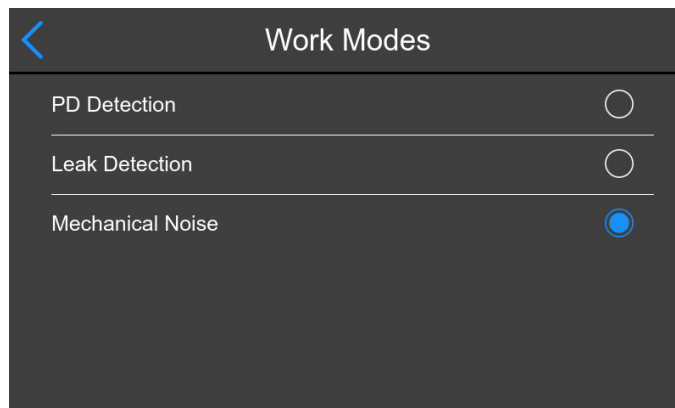 Work Modes
PD Detection
Leak Detection
Mechanical Noise